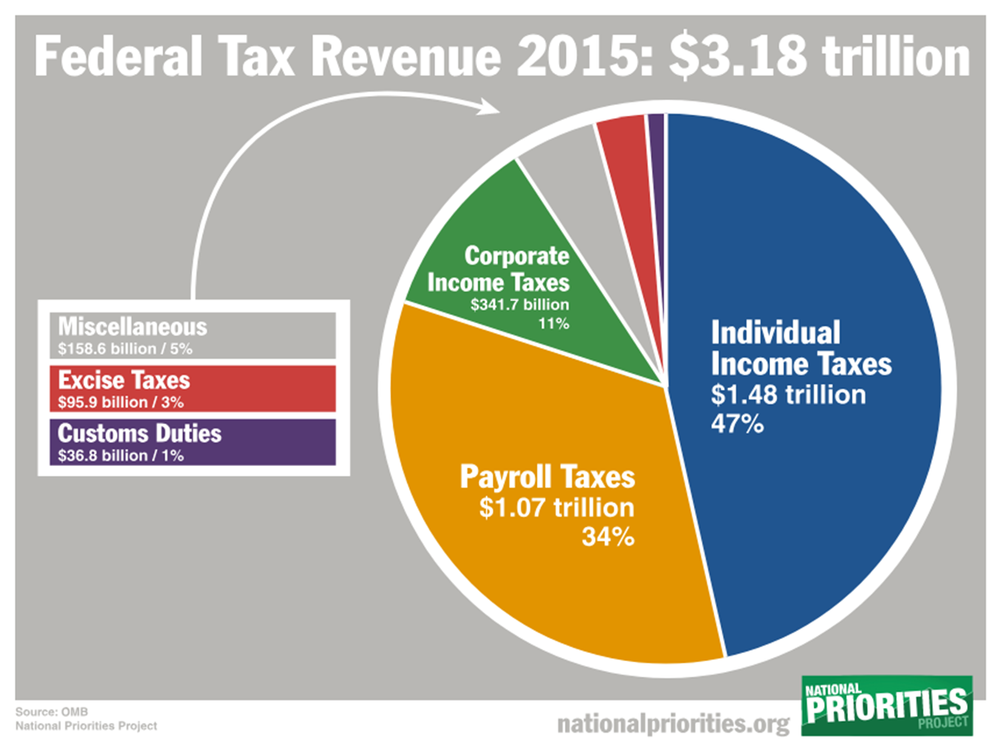 Federal Tax Revenue 2015: $3.18 trillion
Miscellaneous
$158.6 billion / 5%
Excise Taxes
$95.9 billion / 3%
Customs Duties
$36.8 billion / 1%
Corporate
Income Taxes
$341.7 billion
11%
Individual
Income Taxes
$1.48 trillion
47%
Payroll Taxes
$1.07 trillion
34%
Source: OMB
National Priorities Project
nationalpriorities.org
NATIONAL
PRIORITIES
PROJECT